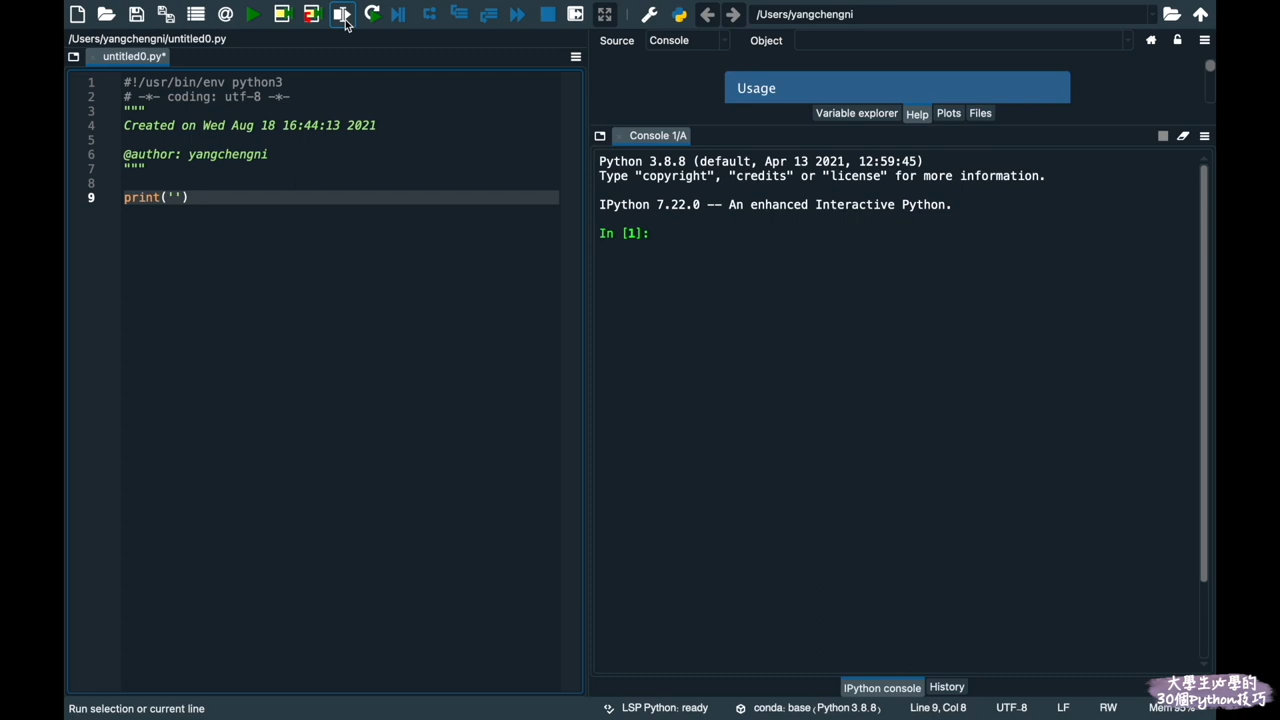 /Users/yangchengni
/Users/yangchengni/untitled0.py
untitled0.py*
1 #!/usr/bin/env python3
2 # -*- coding: utf-8 -*-
3 """
4 Created on Wed Aug 18 16:44:13 2021
5
6 @author: yangchengni
7 """
8
9 print('')
Source Console Object
Usage
Variable explorer Help Plots Files
Console 1/A
Python 3.8.8 (default, Apr 13 2021, 12:59:45)
Type "copyright", "credits" or "license" for more information.
IPython 7.22.0 -- An enhanced Interactive Python.
In [1]:
IPython console History
大學生必學的
30個Python技巧
Run selection or current line LSP Python: ready conda: base (Python 3.8.8) Line 9, Col 8 UTF-8 LF RW Mem 95%